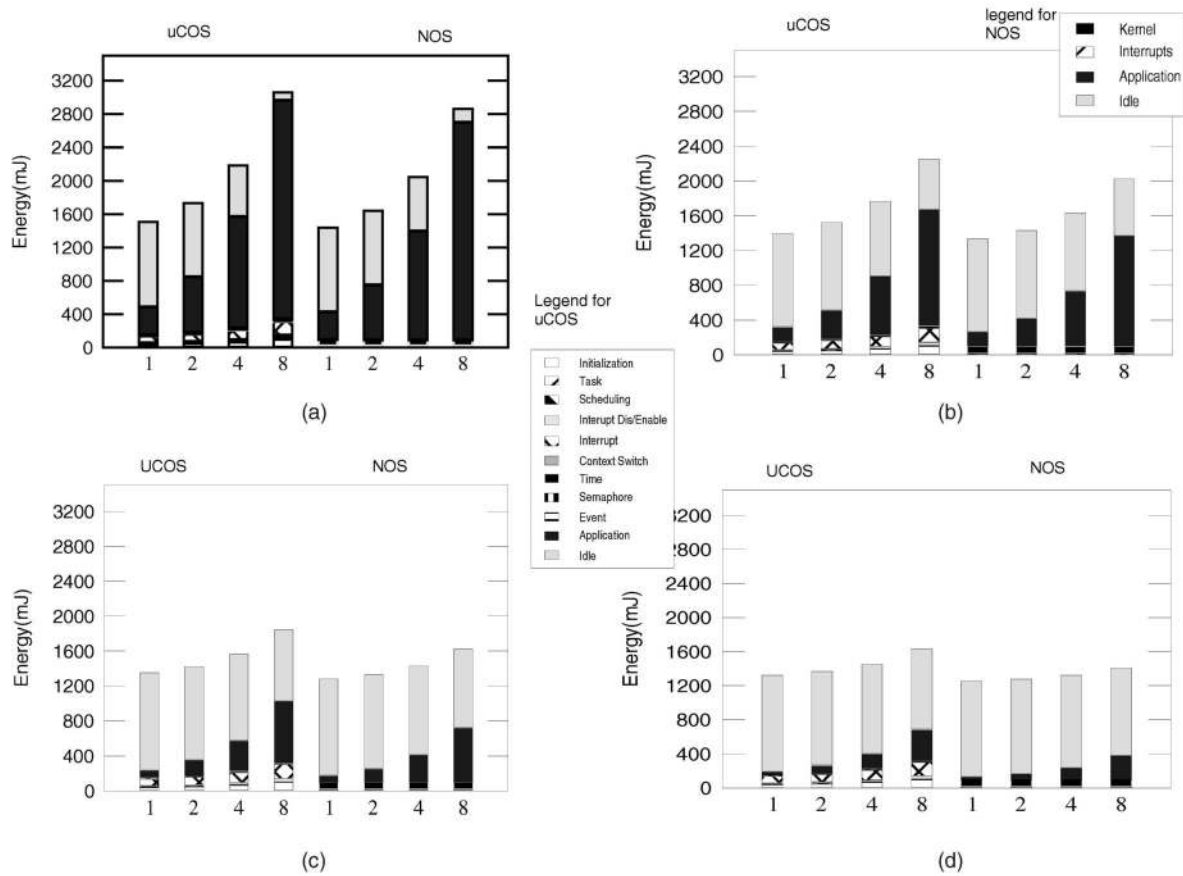 uCOS NOS
3200
2800
2400
2000
1600
1200
800
400
0
Energy(mJ)
1 2 4 8 1 2 4 8
(a)
uCOS
legend for
NOS
Kernel
Interrupts
Application
Idle
3200
2800
2400
2000
1600
1200
800
400
0
Energy(mJ)
1 2 4 8 1 2 4 8
(b)
Legend for
uCOS
Initialization
Task
Scheduling
Interupt Dis/Enable
Interrupt
Context Switch
Time
Semaphore
Event
Application
Idle
UCOS NOS
3200
2800
2400
2000
1600
1200
800
400
0
Energy(mJ)
1 2 4 8 1 2 4 8
(c)
UCOS NOS
3200
2800
2400
2000
1600
1200
800
400
0
Energy(mJ)
1 2 4 8 1 2 4 8
(d)